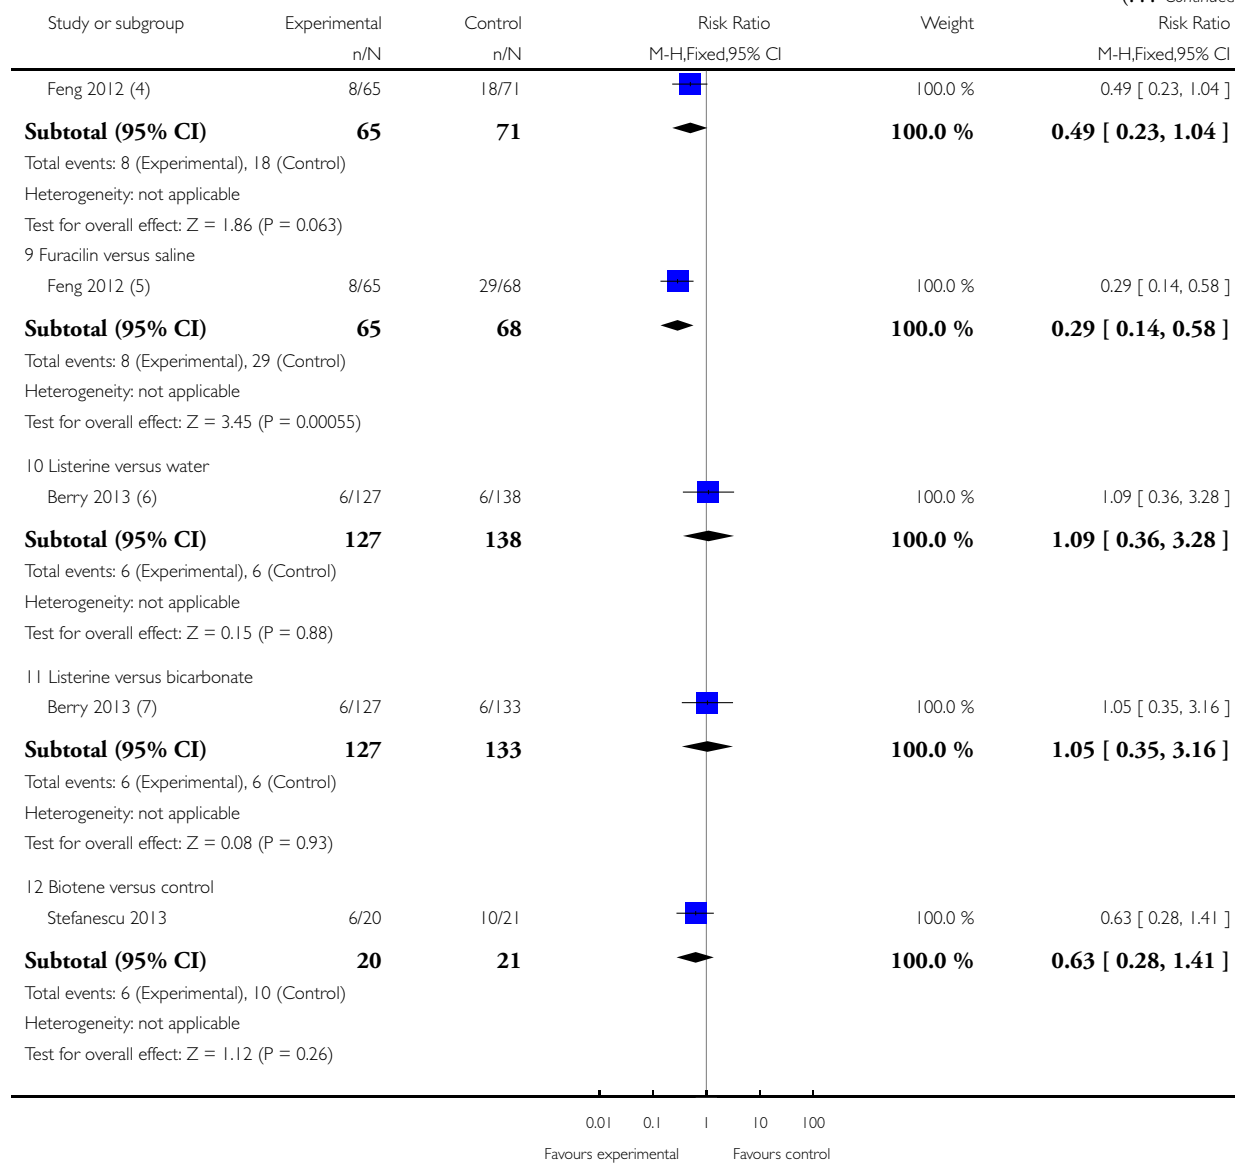 Continued
Study or subgroup Experimental Control Risk Ratio Weight Risk Ratio
n/N n/N M-H,Fixed,95% CI M-H,Fixed,95% CI
Feng 2012 (4) 8/65 18/71 100.0 % 0.49 [ 0.23, 1.04 ]
Subtotal (95% CI) 65 71 100.0 % 0.49 [ 0.23, 1.04 ]
Total events: 8 (Experimental), 18 (Control)
Heterogeneity: not applicable
Test for overall effect: Z = 1.86 (P = 0.063)
9 Furacilin versus saline
Feng 2012 (5) 8/65 29/68 100.0 % 0.29 [ 0.14, 0.58 ]
Subtotal (95% CI) 65 68 100.0 % 0.29 [ 0.14, 0.58 ]
Total events: 8 (Experimental), 29 (Control)
Heterogeneity: not applicable
Test for overall effect: Z = 3.45 (P = 0.00055)
10 Listerine versus water
Berry 2013 (6) 6/127 6/138 100.0 % 1.09 [ 0.36, 3.28 ]
Subtotal (95% CI) 127 138 100.0 % 1.09 [ 0.36, 3.28 ]
Total events: 6 (Experimental), 6 (Control)
Heterogeneity: not applicable
Test for overall effect: Z = 0.15 (P = 0.88)
11 Listerine versus bicarbonate
Berry 2013 (7) 6/127 6/133 100.0 % 1.05 [ 0.35, 3.16 ]
Subtotal (95% CI) 127 133 100.0 % 1.05 [ 0.35, 3.16 ]
Total events: 6 (Experimental), 6 (Control)
Heterogeneity: not applicable
Test for overall effect: Z = 0.08 (P = 0.93)
12 Biotene versus control
Stefanescu 2013 6/20 10/21 100.0 % 0.63 [ 0.28, 1.41 ]
Subtotal (95% CI) 20 21 100.0 % 0.63 [ 0.28, 1.41 ]
Total events: 6 (Experimental), 10 (Control)
Heterogeneity: not applicable
Test for overall effect: Z = 1.12 (P = 0.26)
0.01 0.1 1 10 100
Favours experimental Favours control